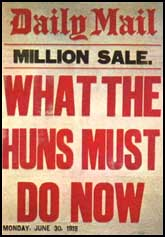 Daily Mail
MILLION SALE.
WHAT THE
HUNS MUST
DO NOW
MONDAY. JUNE 30. 1919